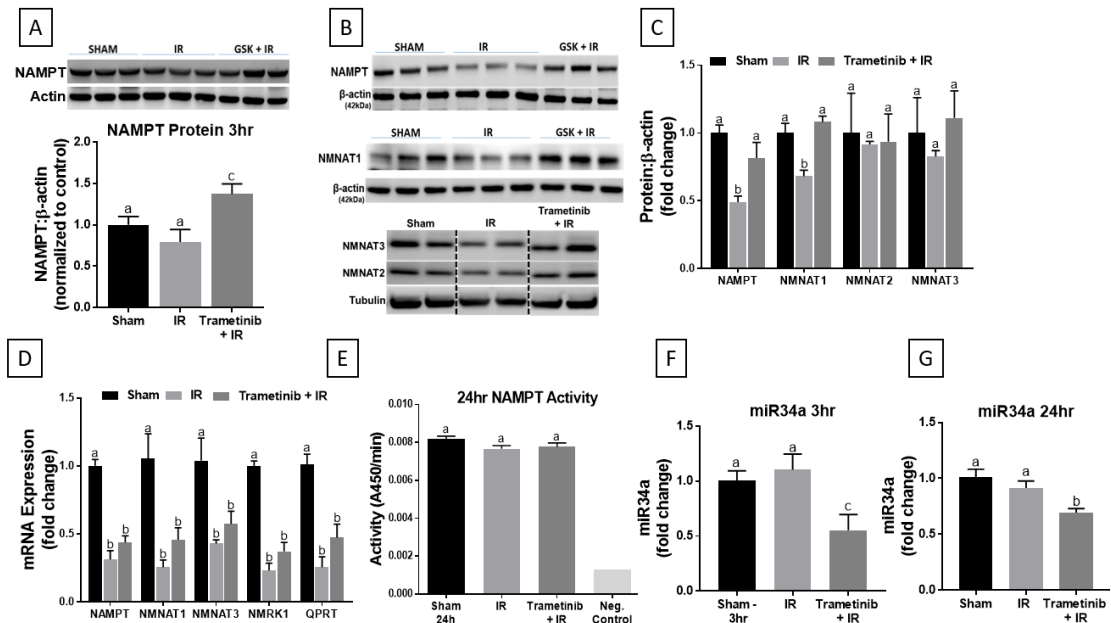 A
SHAM IR GSK + IR
NAMPT
Actin
NAMPT Protein 3hr
NAMPT:β-actin
(normalized to control)
2.0
1.5
1.0
0.5
0.0
a
a
c
Sham IR Trametinib
+ IR
B
SHAM IR GSK + IR
NAMPT
β-actin
(42kDa)
SHAM IR GSK + IR
NMNAT1
β-actin
(42kDa)
Sham IR Trametinib
+ IR
NMNAT3
NMNAT2
Tubulin
C
Sham IR Trametinib + IR
Protein:β-actin
(fold change)
1.5
1.0
0.5
0.0
a b a
a b a
a a a
a a a
NAMPT NMNAT1 NMNAT2 NMNAT3
D
Sham IR Trametinib + IR
mRNA Expression
(fold change)
1.5
1.0
0.5
0.0
a b b
a b b
a b b
a b b
a b b
NAMPT NMNAT1 NMNAT3 NMRK1 QPRT
E
24hr NAMPT Activity
Activity (A450/min)
0.010
0.008
0.006
0.004
0.002
0.000
a a a
Sham IR Trametinib Neg.
24h + IR Control
F
miR34a 3hr
miR34a
(fold change)
1.5
1.0
0.5
0.0
a
a
c
Sham - IR Trametinib
3hr + IR
G
miR34a 24hr
miR34a
(fold change)
1.5
1.0
0.5
0.0
a
a
b
Sham IR Trametinib
+ IR